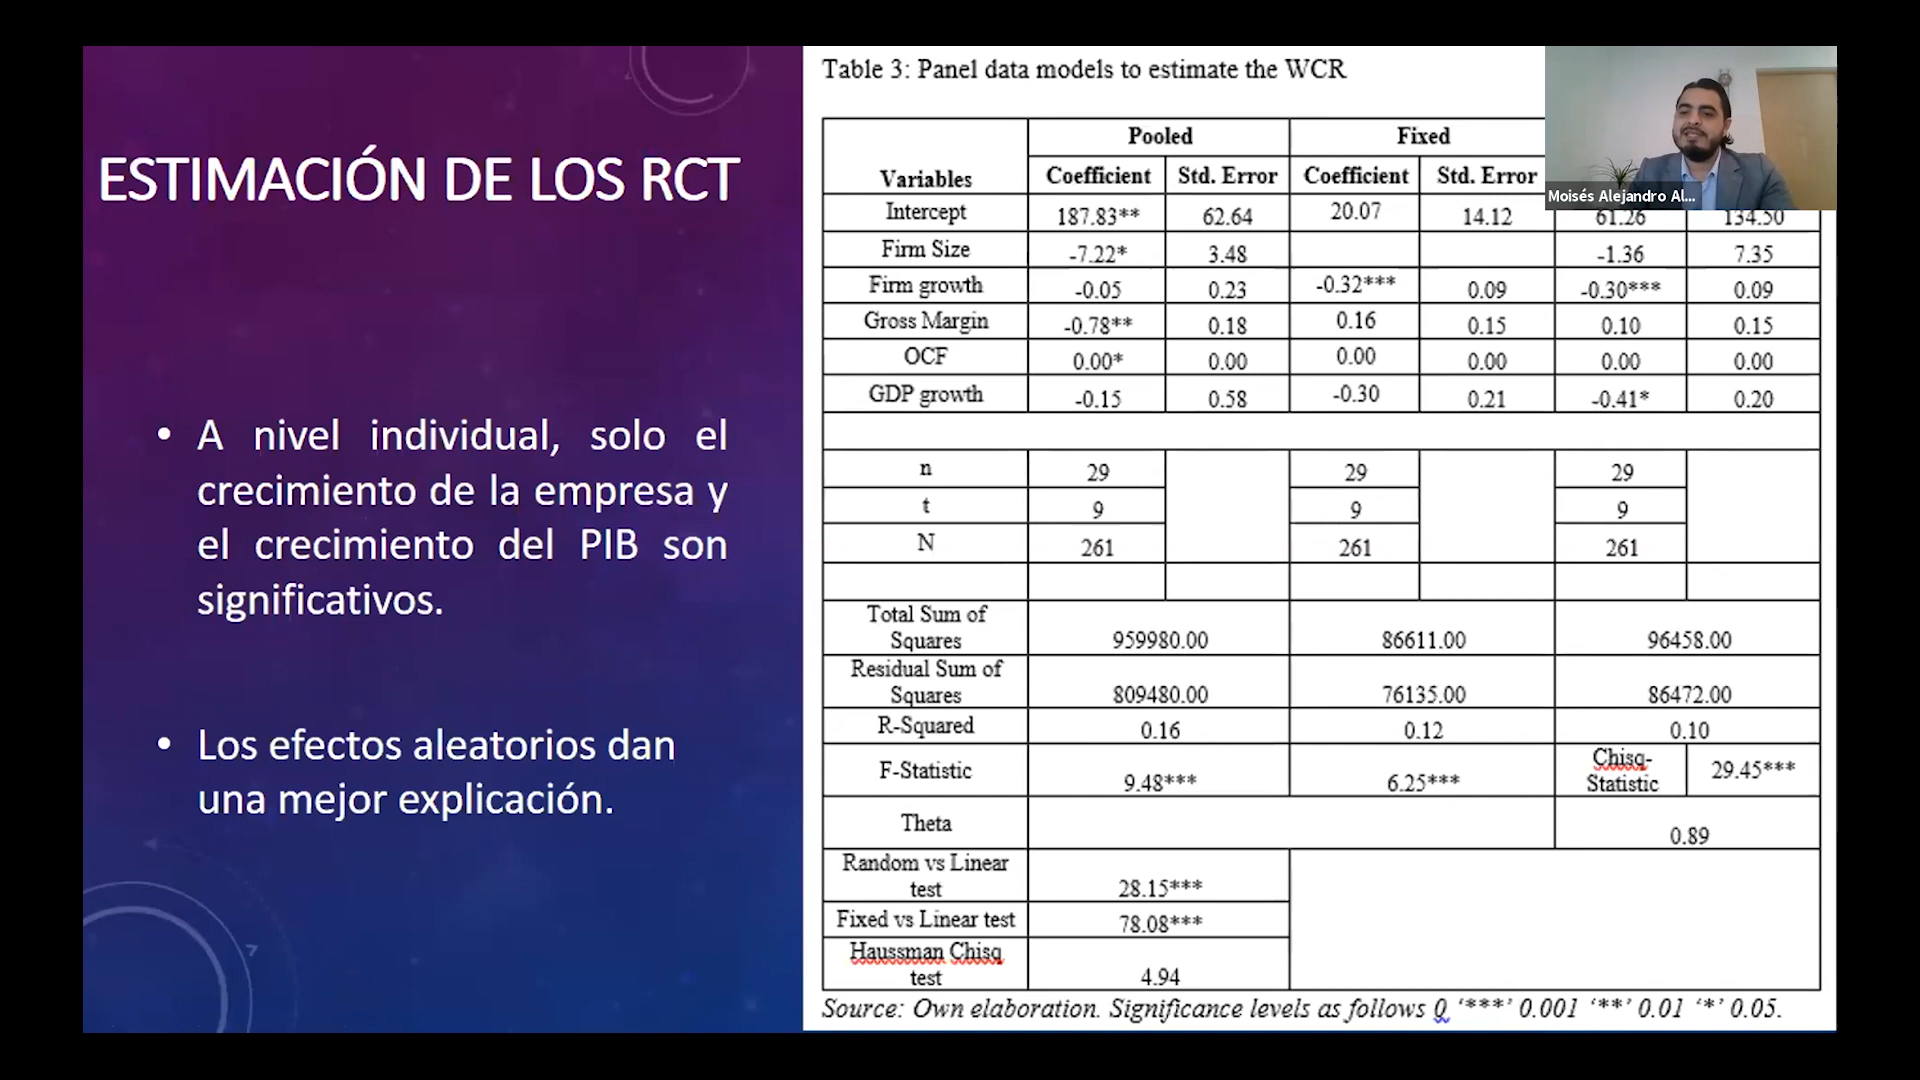 ESTIMACIÓN DE LOS RCT
• A nivel individual, solo el
crecimiento de la empresa y
el crecimiento del PIB son
significativos.
• Los efectos aleatorios dan
una mejor explicación.
7
Table 3: Panel data models to estimate the WCR
Moisés Alejandro Al...
Pooled Fixed
Variables Coefficient Std. Error Coefficient Std. Error
Intercept 187.83** 62.64 20.07 14.12 61.26 134.50
Firm Size -7.22* 3.48 -1.36 7.35
Firm growth -0.05 0.23 -0.32*** 0.09 -0.30*** 0.09
Gross Margin -0.78** 0.18 0.16 0.15 0.10 0.15
OCF 0.00* 0.00 0.00 0.00 0.00 0.00
GDP growth -0.15 0.58 -0.30 0.21 -0.41* 0.20
n 29 29 29
t 9 9 9
N 261 261 261
Total Sum of
Squares 959980.00 86611.00 96458.00
Residual Sum of
Squares 809480.00 76135.00 86472.00
R-Squared 0.16 0.12 0.10
F-Statistic 9.48*** 6.25*** Chisq-
Statistic 29.45***
Theta 0.89
Random vs Linear
test 28.15***
Fixed vs Linear test 78.08***
Haussman Chisq
test 4.94
Source: Own elaboration. Significance levels as follows 0 ‘***’ 0.001 ‘**’ 0.01 ‘*’ 0.05.